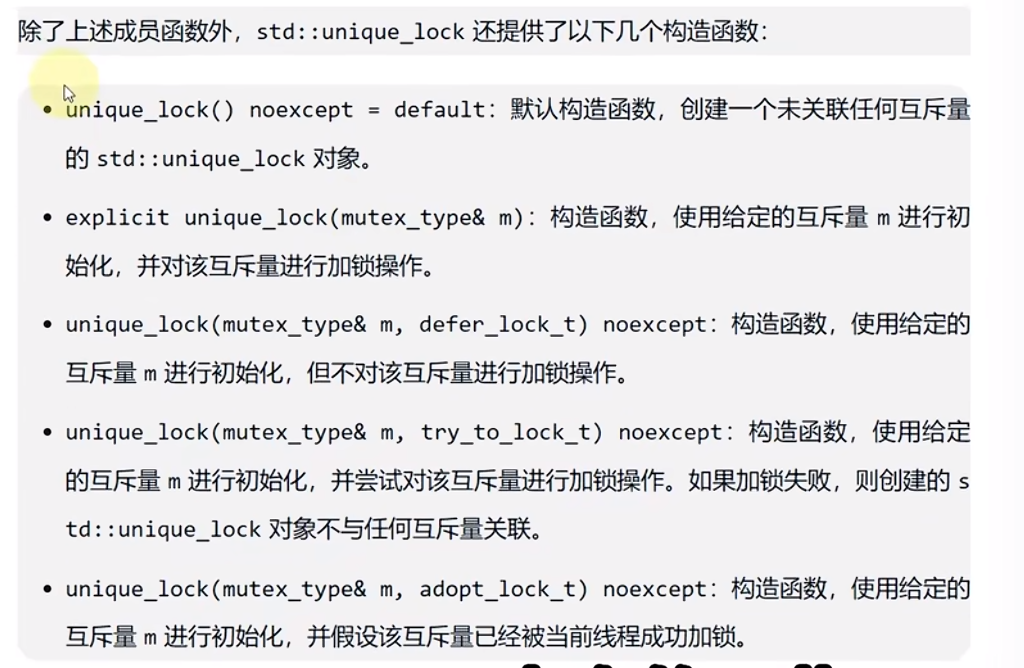 除了上述成员函数外，std::unique_lock 还提供了以下几个构造函数：
• unique_lock() noexcept = default：默认构造函数，创建一个未关联任何互斥量
的 std::unique_lock 对象。
• explicit unique_lock(mutex_type& m)：构造函数，使用给定的互斥量 m 进行初
始化，并对该互斥量进行加锁操作。
• unique_lock(mutex_type& m, defer_lock_t) noexcept：构造函数，使用给定的
互斥量 m 进行初始化，但不对该互斥量进行加锁操作。
• unique_lock(mutex_type& m, try_to_lock_t) noexcept：构造函数，使用给定
的互斥量 m 进行初始化，并尝试对该互斥量进行加锁操作。如果加锁失败，则创建的 s
td::unique_lock 对象不与任何互斥量关联。
• unique_lock(mutex_type& m, adopt_lock_t) noexcept：构造函数，使用给定的
互斥量 m 进行初始化，并假设该互斥量已经被当前线程成功加锁。